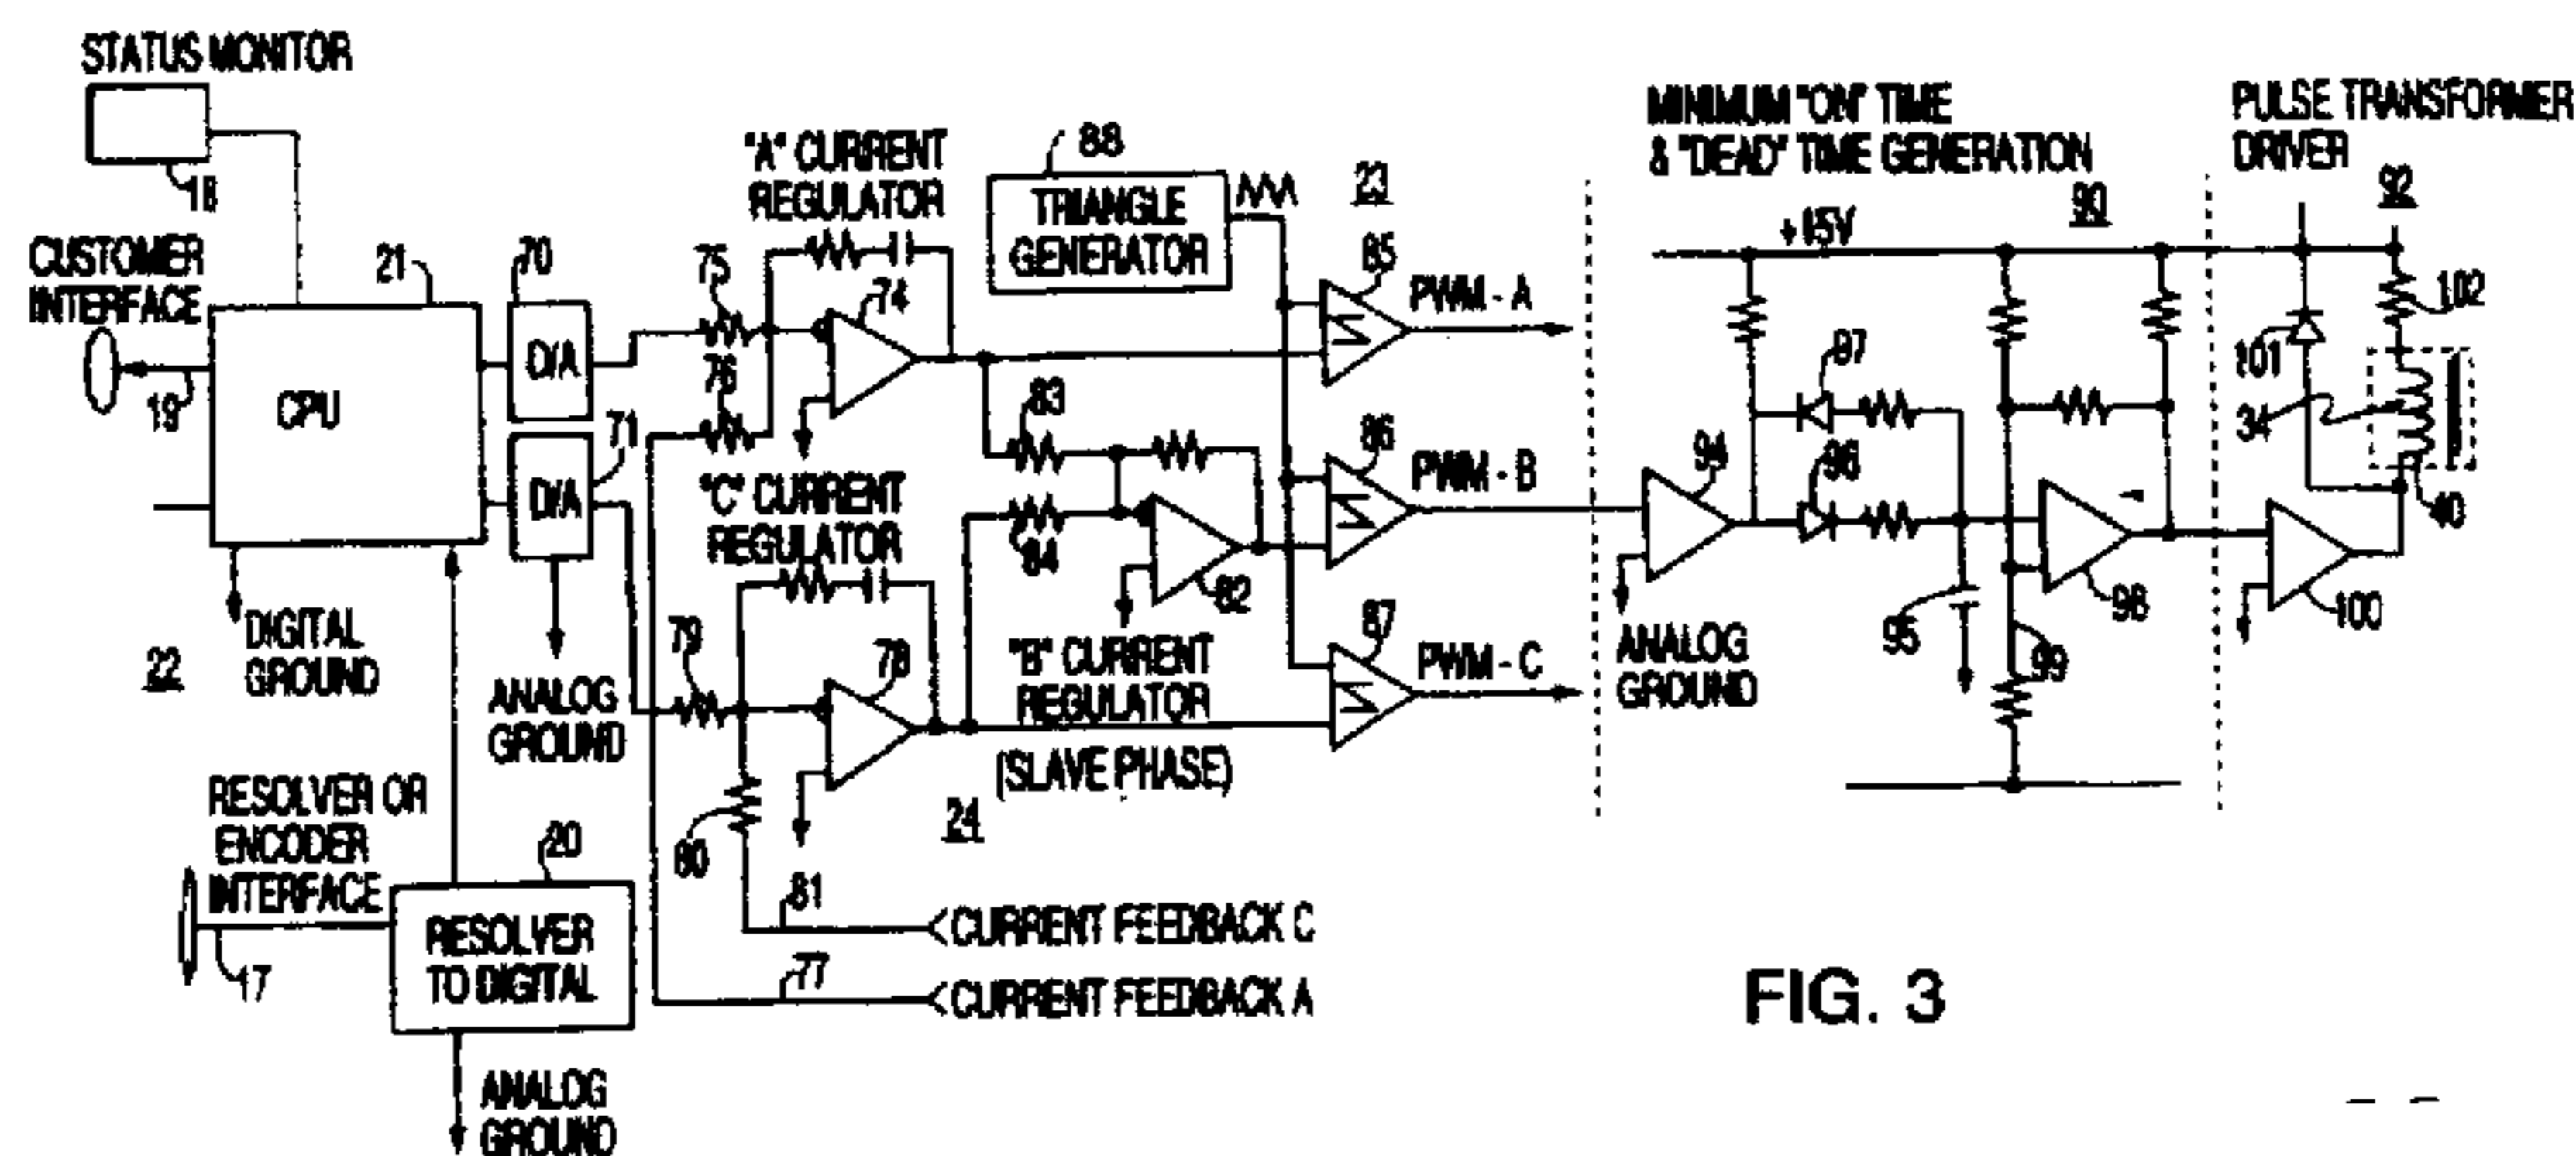 STATUS MONITOR
18
CUSTOMER
INTERFACE
19
21
CPU
70
D/A
71
D/A
22
DIGITAL
GROUND
ANALOG
GROUND
RESOLVER OR
ENCODER
INTERFACE
17
20
RESOLVER
TO DIGITAL
ANALOG
GROUND
"A" CURRENT
REGULATOR
75
76
74
"C" CURRENT
REGULATOR
79
78
80
81
77
CURRENT FEEDBACK C
CURRENT FEEDBACK A
24
88
TRIANGLE
GENERATOR
83
84
82
"B" CURRENT
REGULATOR
(SLAVE PHASE)
23
85
PWM - A
86
PWM - B
87
PWM - C
MINIMUM "ON" TIME
& "DEAD" TIME GENERATION
90
+15V
97
96
94
ANALOG
GROUND
95
98
99
PULSE TRANSFORMER
DRIVER
92
101
102
34
40
100
FIG. 3